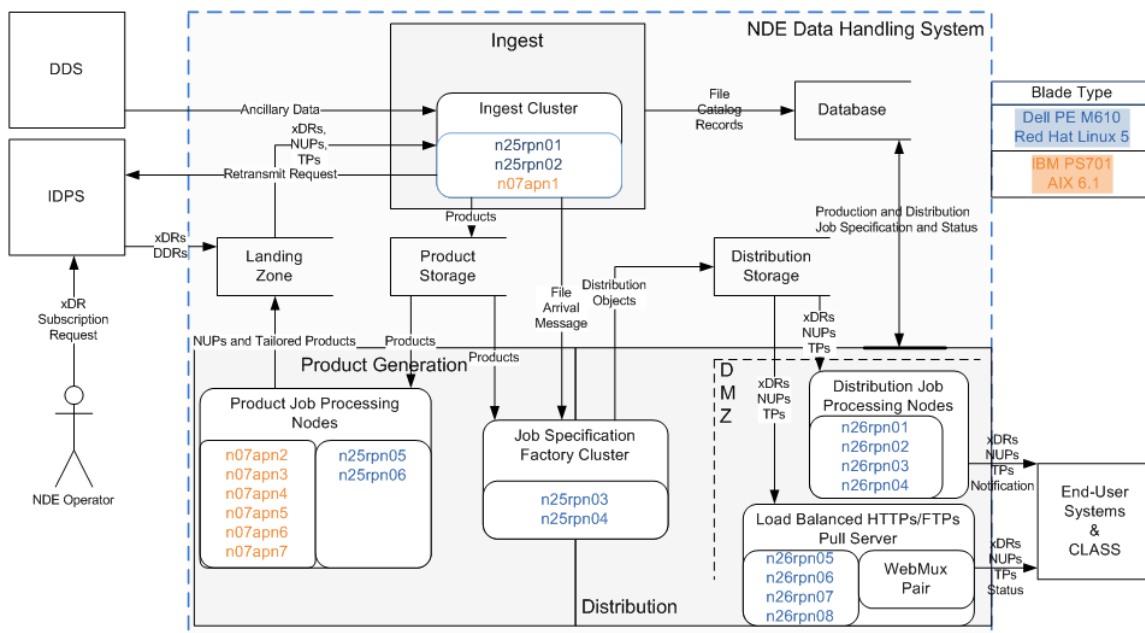 NDE Data Handling System
Ingest
DDS
Ancillary Data
Ingest Cluster
n25rpn01
n25rpn02
n07apn1
File
Catalog
Records
Database
Blade Type
Dell PE M610
Red Hat Linux 5
IBM PS701
AIX 6.1
xDRs,
NUPs,
TPs
Retransmit Request
IDPS
xDRs
DDRs
Landing
Zone
Products
Product
Storage
File
Arrival
Message
Distribution
Objects
Distribution
Storage
Production and Distribution
Job Specification and Status
xDR
Subscription
Request
NDE Operator
NUPs and Tailored Products
Products
Products
xDRs
NUPs
TPs
xDRs
NUPs
TPs
Product Generation
Product Job Processing
Nodes
n07apn2
n07apn3
n07apn4
n07apn5
n07apn6
n07apn7
n25rpn05
n25rpn06
Job Specification
Factory Cluster
n25rpn03
n25rpn04
D
M
Z
Distribution Job
Processing Nodes
n26rpn01
n26rpn02
n26rpn03
n26rpn04
xDRs
NUPs
TPs
Notification
Load Balanced HTTPs/FTPs
Pull Server
n26rpn05
n26rpn06
n26rpn07
n26rpn08
WebMux
Pair
xDRs
NUPs
TPs
Status
End-User
Systems
&
CLASS
Distribution